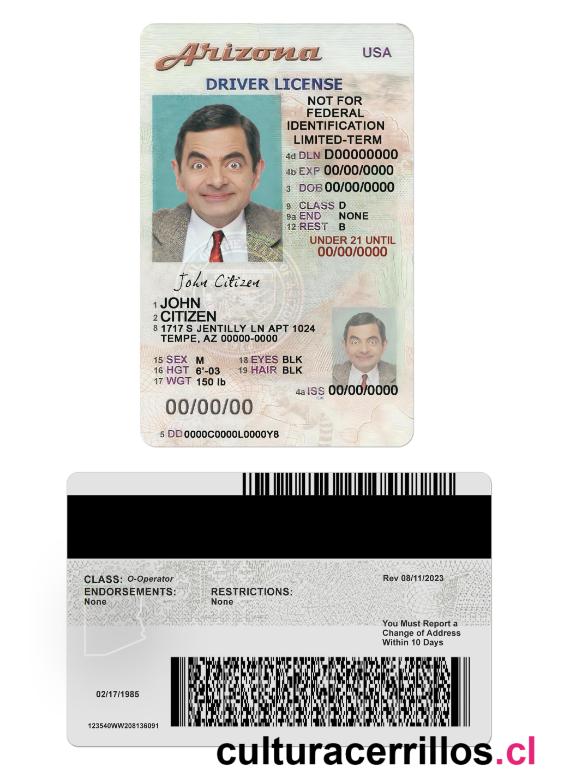 Arizona USA
DRIVER LICENSE
NOT FOR
FEDERAL
IDENTIFICATION
LIMITED-TERM
4d DLN D00000000
4b EXP 00/00/0000
3 DOB 00/00/0000
9 CLASS D
9a END NONE
12 REST B
UNDER 21 UNTIL
00/00/0000
John Citizen
1 JOHN
2 CITIZEN
8 1717 S JENTILLY LN APT 1024
TEMPE, AZ 00000-0000
15 SEX M 18 EYES BLK
16 HGT 6'-03 19 HAIR BLK
17 WGT 150 lb
4a ISS 00/00/0000
00/00/00
5 DD 0000C0000L0000Y8
CLASS: O-Operator Rev 08/11/2023
ENDORSEMENTS: RESTRICTIONS:
None None
You Must Report a
Change of Address
Within 10 Days
02/17/1985
123540WW208136091
culturacerrillos.cl